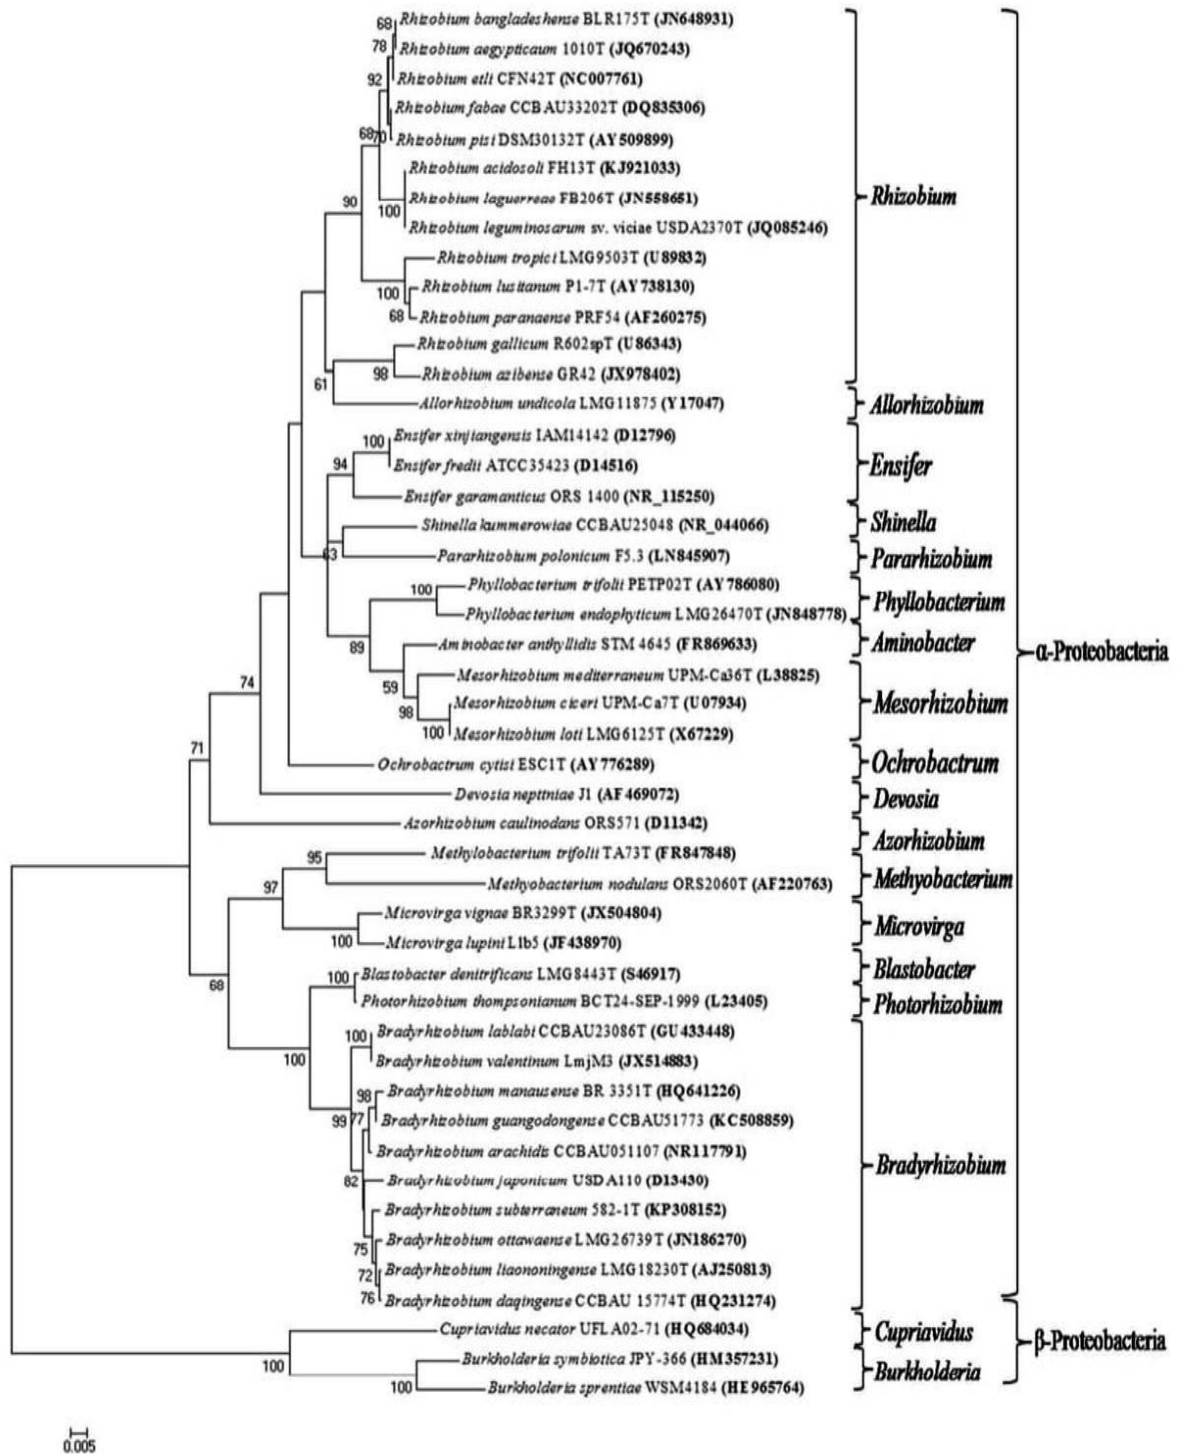 68 Rhizobium bangladeshense BLR175T (JN648931)
78 Rhizobium aegypticaum 1010T (JQ670243)
92 Rhizobium etli CFN42T (NC007761)
Rhizobium fabae CCBAU33202T (DQ835306)
68 70 Rhizobium pisi DSM30132T (AY509899)
Rhizobium acidosoli FH13T (KJ921033)
90 Rhizobium laguerreae FB206T (JN558651) Rhizobium
100 Rhizobium leguminosarum sv. viciae USDA2370T (JQ085246)
Rhizobium tropici LMG9503T (U89832)
100 Rhizobium lusitanum P1-7T (AY738130)
68 Rhizobium paranaense PRF54 (AF260275)
Rhizobium gallicum R602spT (U86343)
61 98 Rhizobium azibense GR42 (JX978402)
Allorhizobium undicola LMG11875 (Y17047) Allorhizobium
100 Ensifer xinjiangensis IAM14142 (D12796)
94 Ensifer fredii ATCC35423 (D14516) Ensifer
Ensifer garamanticus ORS 1400 (NR_115250)
Shinella kummerowiae CCBAU25048 (NR_044066) Shinella
63 Pararhizobium polonicum F5.3 (LN845907) Pararhizobium
100 Phyllobacterium trifolii PETP02T (AY786080) Phyllobacterium
Phyllobacterium endophyticum LMG26470T (JN848778)
89 Aminobacter anthyllidis STM 4645 (FR869633) Aminobacter α-Proteobacteria
74 59 Mesorhizobium mediterraneum UPM-Ca36T (L38825)
98 Mesorhizobium ciceri UPM-Ca7T (U07934) Mesorhizobium
71 100 Mesorhizobium loti LMG6125T (X67229)
Ochrobactrum cytisi ESC1T (AY776289) Ochrobactrum
Devosia nepttniae J1 (AF469072) Devosia
Azorhizobium caulinodans ORS571 (D11342) Azorhizobium
95 Methylobacterium trifolii TA73T (FR847848)
97 Methyobacterium nodulans ORS2060T (AF220763) Methyobacterium
Microvirga vignae BR3299T (JX504804) Microvirga
100 Microvirga lupini L1b5 (JF438970)
68 100 Blastobacter denitrificans LMG8443T (S46917) Blastobacter
Photorhizobium thompsonianum BCT24-SEP-1999 (L23405) Photorhizobium
100 Bradyrhizobium lablabi CCBAU23086T (GU433448)
100 Bradyrhizobium valentinum LmjM3 (JX514883)
98 Bradyrhizobium manausense BR 3351T (HQ641226)
99 77 Bradyrhizobium guangodongense CCBAU51773 (KC508859)
Bradyrhizobium arachidis CCBAU051107 (NR117791) Bradyrhizobium
82 Bradyrhizobium japonicum USDA110 (D13430)
Bradyrhizobium subterraneum 582-1T (KP308152)
75 Bradyrhizobium ottawaense LMG26739T (JN186270)
72 Bradyrhizobium liaononingense LMG18230T (AJ250813)
76 Bradyrhizobium daqingense CCBAU 15774T (HQ231274)
Cupriavidus necator UFLA02-71 (HQ684034) Cupriavidus β-Proteobacteria
100 Burkholderia symbiotica JPY-366 (HM357231) Burkholderia
100 Burkholderia sprentiae WSM4184 (HE965764)
0.005